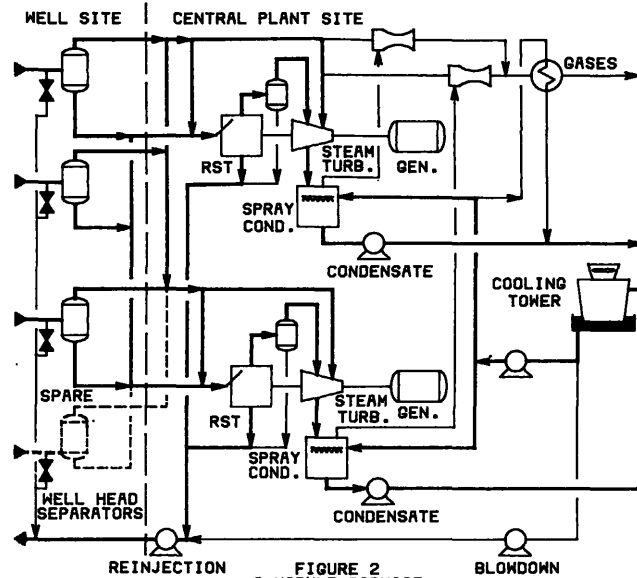 WELL SITE
CENTRAL PLANT SITE
GASES
RST
STEAM
TURB.
GEN.
SPRAY
COND.
CONDENSATE
COOLING
TOWER
SPARE
RST
STEAM
TURB.
GEN.
SPRAY
COND.
WELL HEAD
SEPARATORS
CONDENSATE
REINJECTION
FIGURE 2
BLOWDOWN